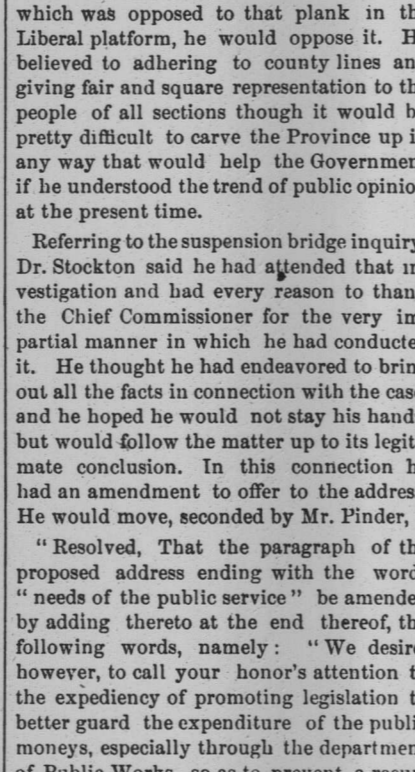 which was opposed to that plank in th
Liberal platform, he would oppose it. H
believed to adhering to county lines an
giving fair and square representation to th
people of all sections though it would b
pretty difficult to carve the Province up i
any way that would help the Governmen
if he understood the trend of public opinio
at the present time.
Referring to the suspension bridge inquiry
Dr. Stockton said he had attended that in
vestigation and had every reason to than
the Chief Commissioner for the very im
partial manner in which he had conducte
it. He thought he had endeavored to brin
out all the facts in connection with the cas
and he hoped he would not stay his hand
but would follow the matter up to its legit
mate conclusion. In this connection h
had an amendment to offer to the addres
He would move, seconded by Mr. Pinder,
" Resolved, That the paragraph of th
proposed address ending with the word
" needs of the public service " be amende
by adding thereto at the end thereof, th
following words, namely : " We desire
however, to call your honor's attention t
the expediency of promoting legislation t
better guard the expenditure of the publi
moneys, especially through the departmen
of Public Works, so as to prevent a